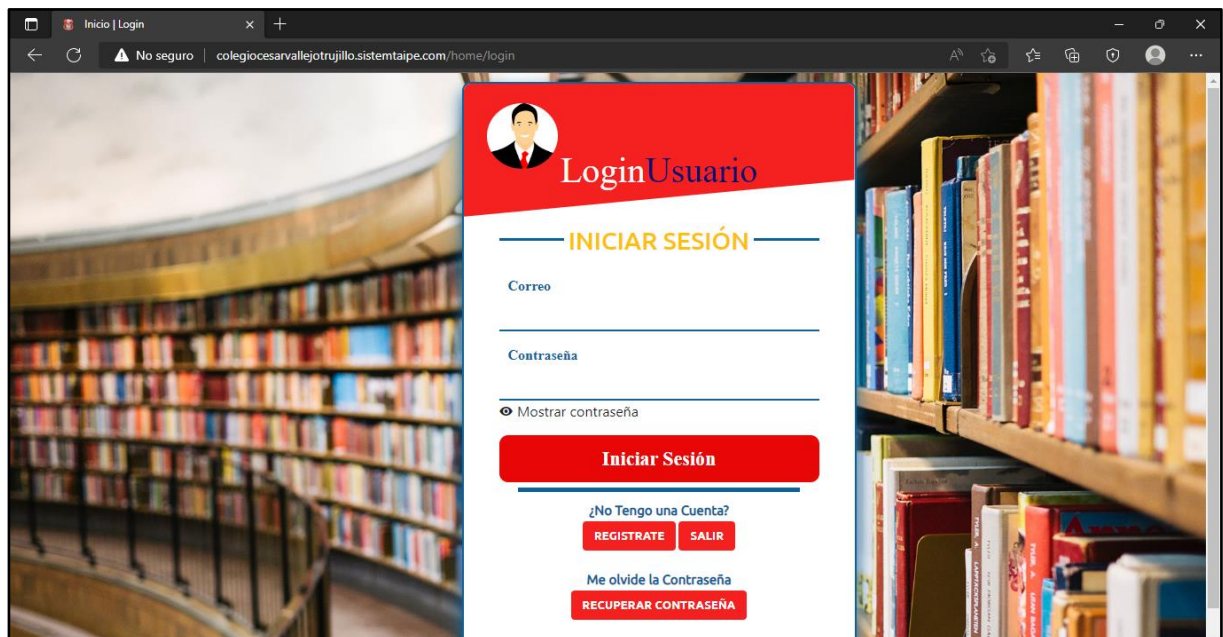 Inicio | Login
No seguro | colegiocesarvallejotrujillo.sistemtaipe.com/home/login
LoginUsuario
INICIAR SESIÓN
Correo
Contraseña
Mostrar contraseña
Iniciar Sesión
¿No Tengo una Cuenta?
REGISTRATE SALIR
Me olvide la Contraseña
RECUPERAR CONTRASEÑA